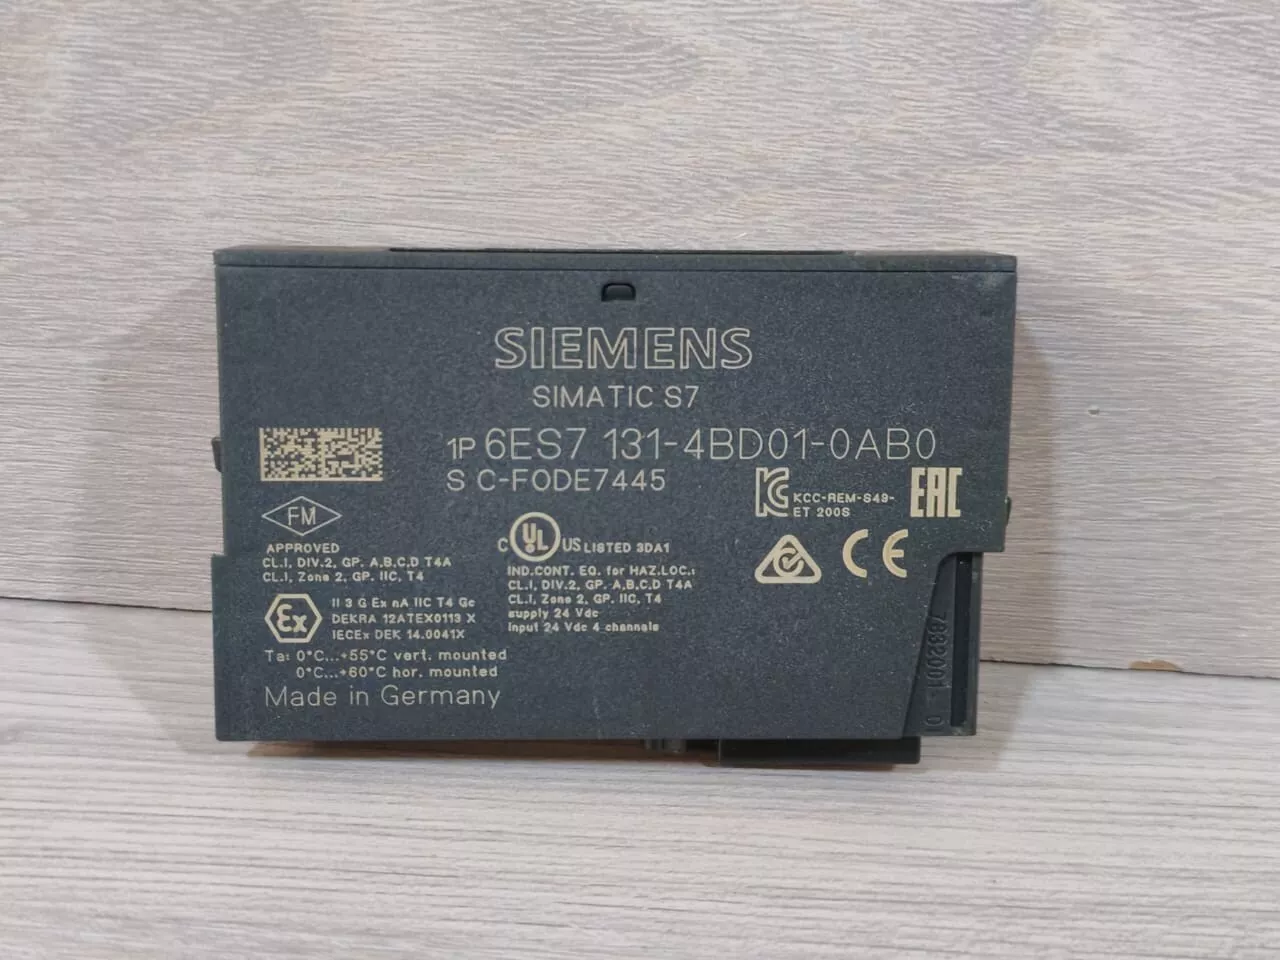 SIEMENS
SIMATIC S7
1P 6ES7 131-4BD01-0AB0
S C-F0DE7445
KCC-REM-S49-
ET 200S
EAC
FM
APPROVED
CL.I, DIV.2, GP. A,B,C,D T4A
CL.I, Zone 2, GP. IIC, T4
C UL US LISTED 3DA1
IND.CONT. EQ. for HAZ.LOC.:
CL.I, DIV.2, GP. A,B,C,D T4A
CL.I, Zone 2, GP. IIC, T4
supply 24 Vdc
input 24 Vdc 4 channels
CE
Ex
II 3 G Ex nA IIC T4 Gc
DEKRA 12ATEX0113 X
IECEx DEK 14.0041X
Ta: 0°C...+55°C vert. mounted
0°C...+60°C hor. mounted
Made in Germany